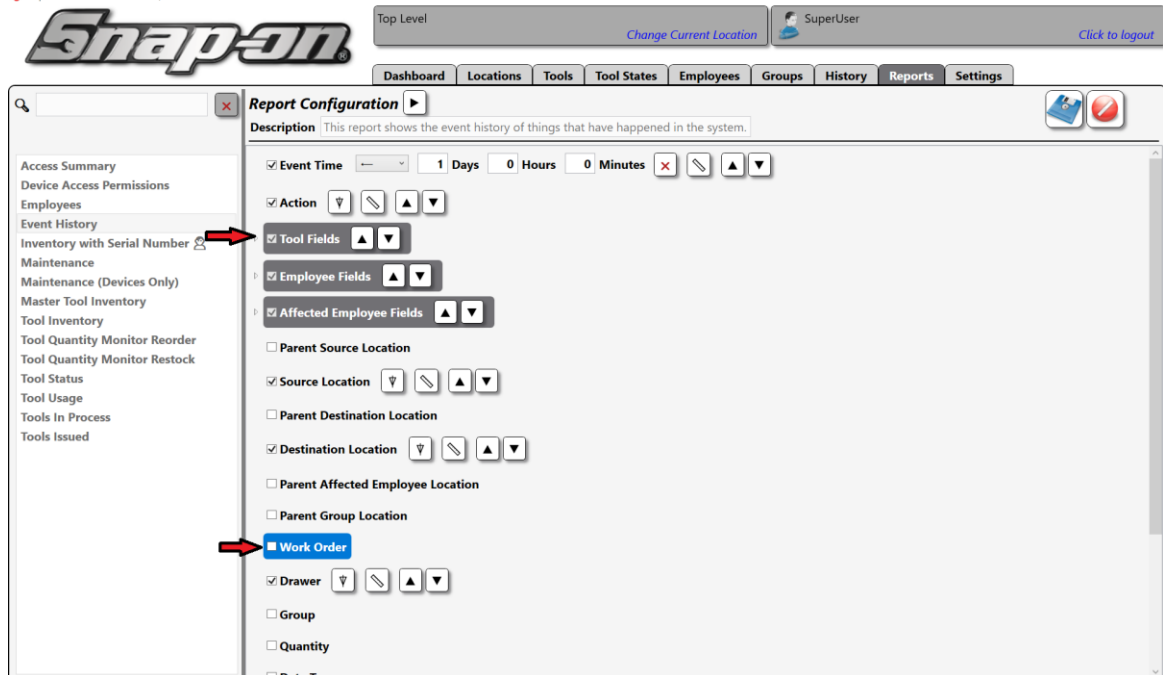 Snap-on
Top Level
Change Current Location
SuperUser
Click to logout
Dashboard Locations Tools Tool States Employees Groups History Reports Settings
Report Configuration
Description This report shows the event history of things that have happened in the system.
Access Summary
Device Access Permissions
Employees
Event History
Inventory with Serial Number
Maintenance
Maintenance (Devices Only)
Master Tool Inventory
Tool Inventory
Tool Quantity Monitor Reorder
Tool Quantity Monitor Restock
Tool Status
Tool Usage
Tools In Process
Tools Issued
Event Time 1 Days 0 Hours 0 Minutes
Action
Tool Fields
Employee Fields
Affected Employee Fields
Parent Source Location
Source Location
Parent Destination Location
Destination Location
Parent Affected Employee Location
Parent Group Location
Work Order
Drawer
Group
Quantity